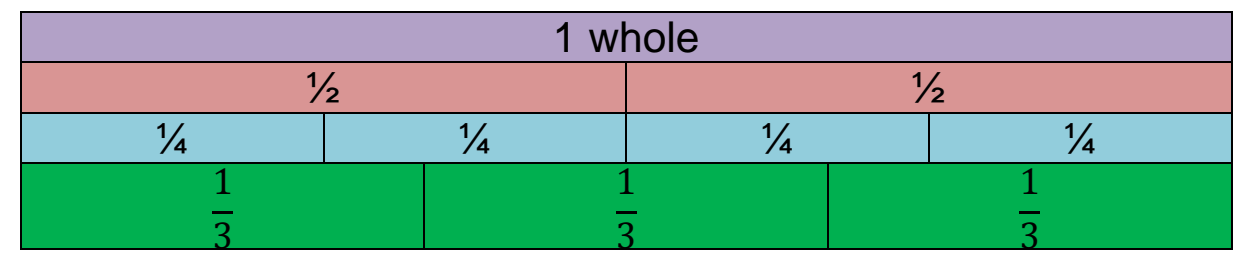 1 whole
½ ½
¼ ¼ ¼ ¼
1/3 1/3 1/3